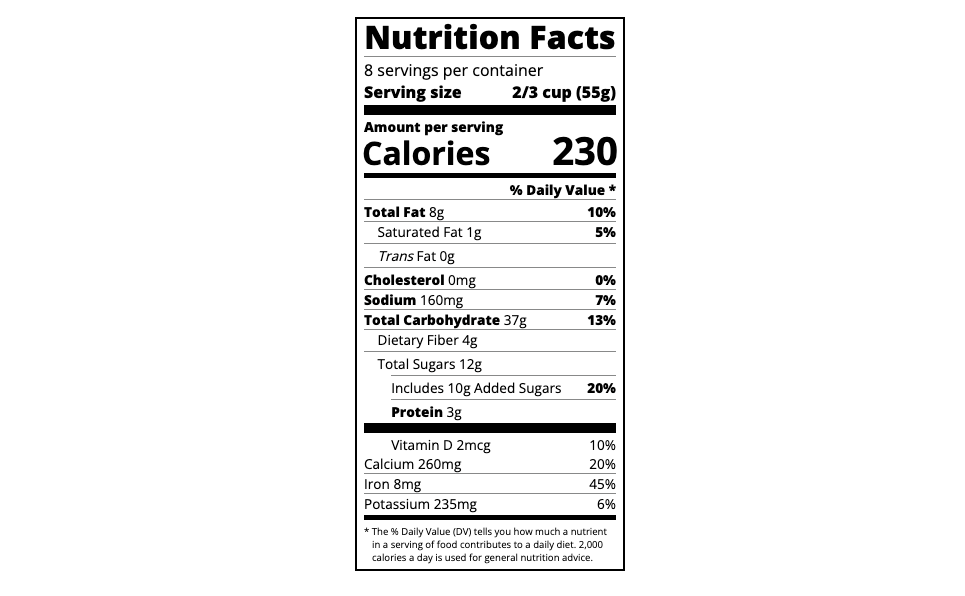 Nutrition Facts
8 servings per container
Serving size 2/3 cup (55g)
Amount per serving
Calories 230
% Daily Value *
Total Fat 8g 10%
Saturated Fat 1g 5%
Trans Fat 0g
Cholesterol 0mg 0%
Sodium 160mg 7%
Total Carbohydrate 37g 13%
Dietary Fiber 4g
Total Sugars 12g
Includes 10g Added Sugars 20%
Protein 3g
Vitamin D 2mcg 10%
Calcium 260mg 20%
Iron 8mg 45%
Potassium 235mg 6%
* The % Daily Value (DV) tells you how much a nutrient
in a serving of food contributes to a daily diet. 2,000
calories a day is used for general nutrition advice.